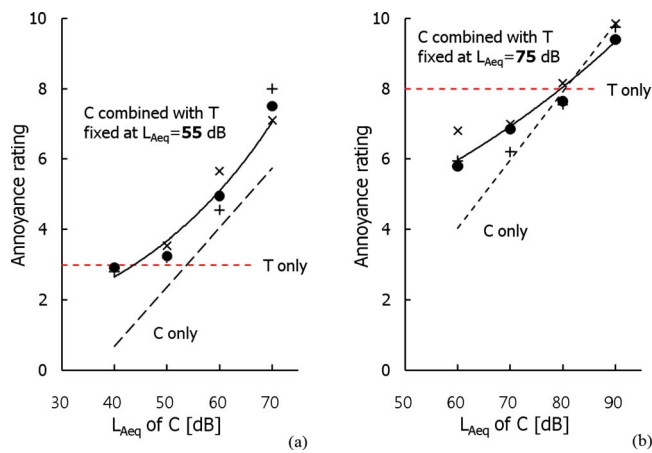 10
8
6
4
2
0
Annoyance rating
C combined with T
fixed at LAeq=55 dB
T only
C only
30 40 50 60 70
LAeq of C [dB]
(a)
10
8
6
4
2
0
Annoyance rating
C combined with T
fixed at LAeq=75 dB
T only
C only
50 60 70 80 90
LAeq of C [dB]
(b)